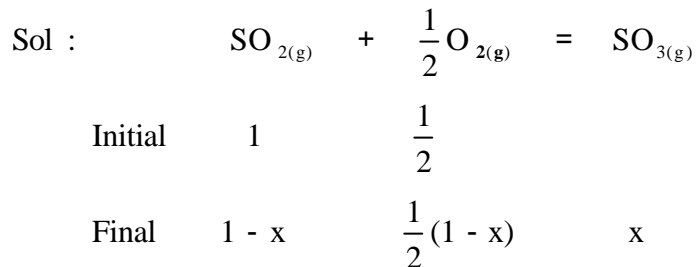 Sol : SO₂₍g₎ + 1/2 O₂₍g₎ = SO₃₍g₎
Initial 1 1/2
Final 1 - x 1/2 (1 - x) x